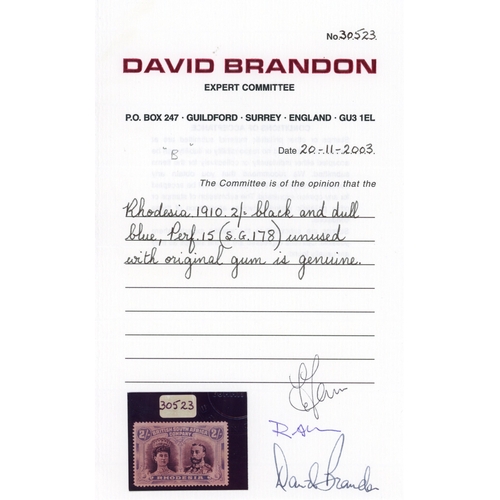 No. 30523.
DAVID BRANDON
EXPERT COMMITTEE
P.O. BOX 247 · GUILDFORD · SURREY · ENGLAND · GU3 1EL
"B"
Date 20-11-2003.
The Committee is of the opinion that the
Rhodesia 1910. 2/= black and dull
blue, Perf. 15 (S.G.178) unused
with original gum is genuine.
30523
2/-
2/-
RHODESIA
David Brandon